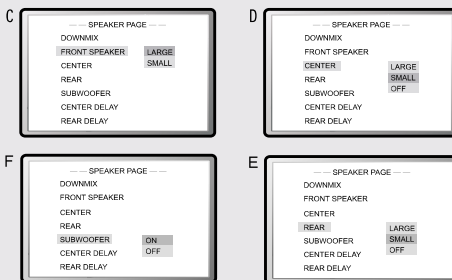 C
— — SPEAKER PAGE — —
DOWNMIX
FRONT SPEAKER LARGE
CENTER SMALL
REAR
SUBWOOFER
CENTER DELAY
REAR DELAY
D
— — SPEAKER PAGE — —
DOWNMIX
FRONT SPEAKER
CENTER LARGE
REAR SMALL
SUBWOOFER OFF
CENTER DELAY
REAR DELAY
F
— — SPEAKER PAGE — —
DOWNMIX
FRONT SPEAKER
CENTER
REAR
SUBWOOFER ON
CENTER DELAY OFF
REAR DELAY
E
— — SPEAKER PAGE — —
DOWNMIX
FRONT SPEAKER
CENTER
REAR LARGE
SUBWOOFER SMALL
CENTER DELAY OFF
REAR DELAY